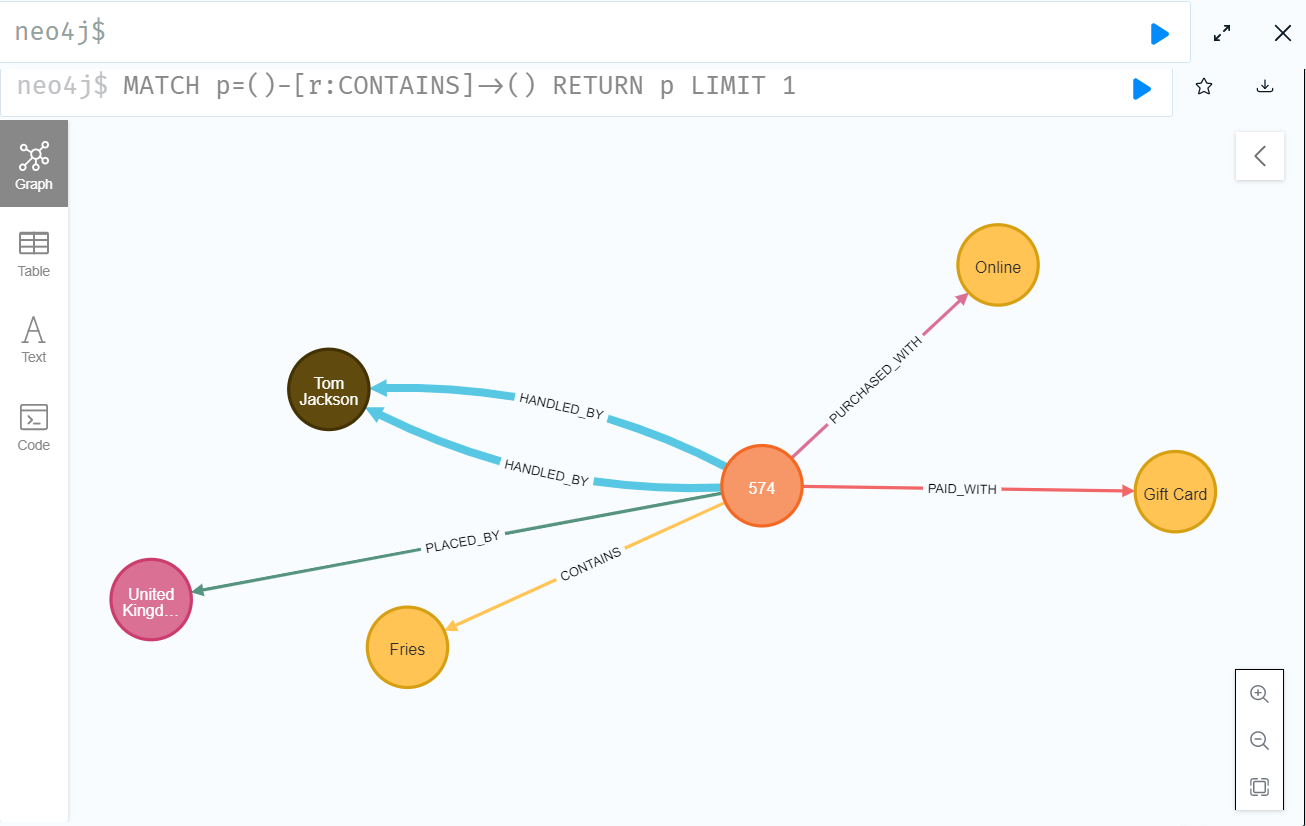 neo4j$
neo4j$ MATCH p=()-[r:CONTAINS]->() RETURN p LIMIT 1
Graph
Table
Text
Code
Online
PURCHASED_WITH
Tom
Jackson
HANDLED_BY
HANDLED_BY
574
PAID_WITH
Gift Card
PLACED_BY
CONTAINS
United
Kingd…
Fries